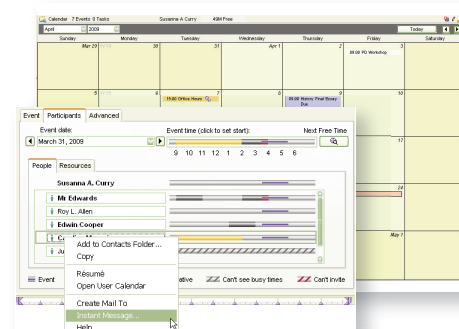 Calendar 7 Events 0 Tasks Susanna A Curry 49M Free
April 2009 Today
Sunday Monday Tuesday Wednesday Thursday Friday Saturday
Mar 29 30 31 Apr 1 2 3
09:00 PD Workshop
5 6 7 8 9 10
15:00 Office Hours 09:00 History Final Essay Due
Event Participants Advanced
Event date: Event time (click to set start): Next Free Time
March 31, 2009
9 10 11 12 1 2 3 4 5 6
17
People Resources
Susanna A. Curry
24
Mr Edwards
Roy L. Allen
Edwin Cooper
May 1
Add to Contacts Folder...
Copy
Résumé
Open User Calendar
Event Can't see busy times Can't invite
Create Mail To
Instant Message...
Help